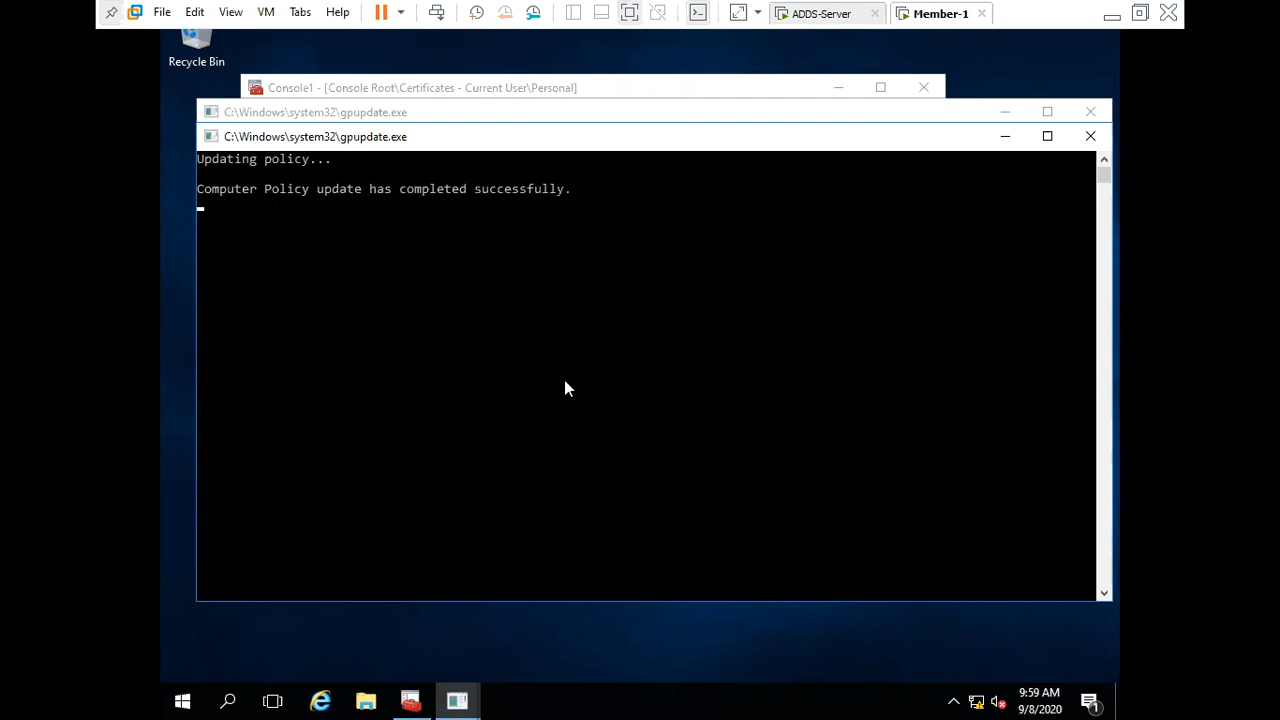 File Edit View VM Tabs Help ADDS-Server Member-1
Recycle Bin
Console1 - [Console Root\Certificates - Current User\Personal]
C:\Windows\system32\gpupdate.exe
C:\Windows\system32\gpupdate.exe
Updating policy...
Computer Policy update has completed successfully.
9:59 AM
9/8/2020
1